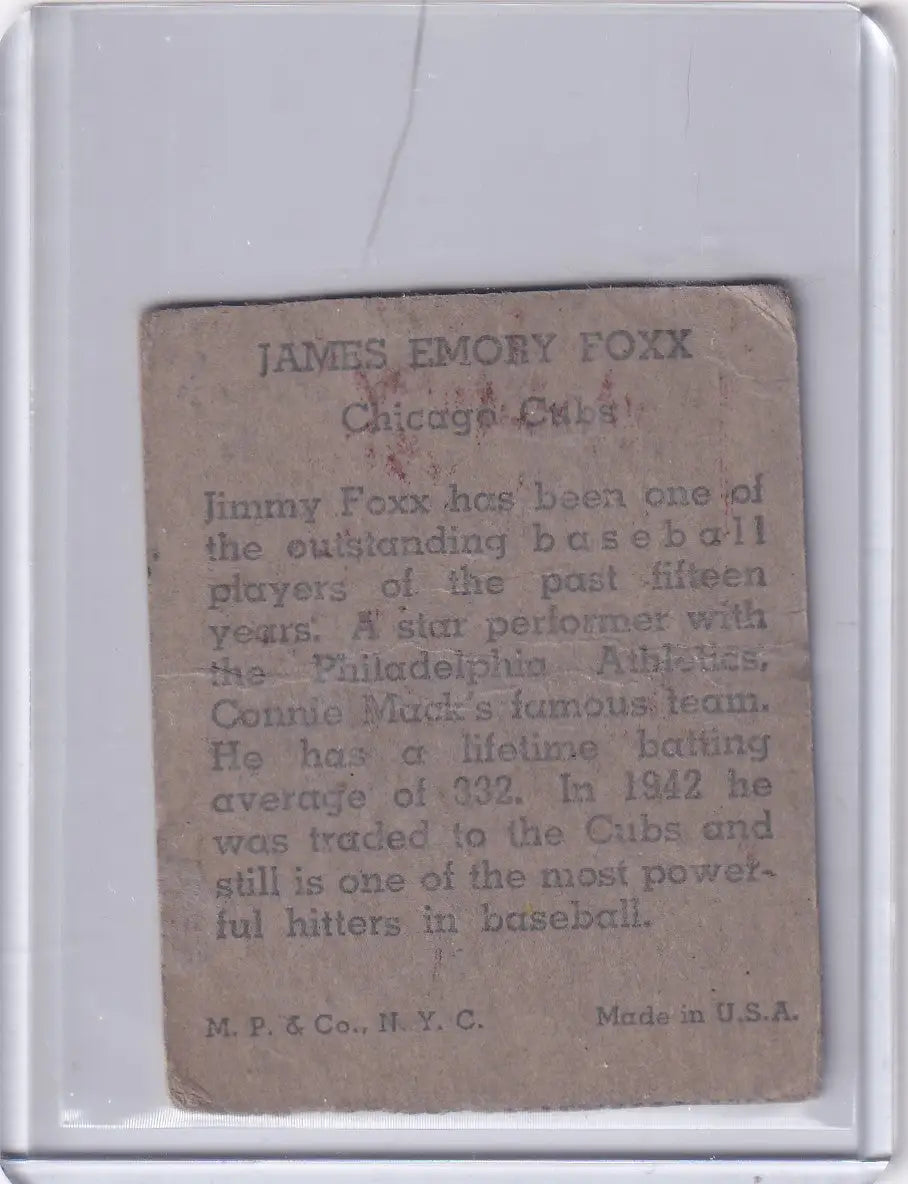 JAMES EMORY FOXX
Chicago Cubs
Jimmy Foxx has been one of
the outstanding baseball
players of the past fifteen
years. A star performer with
the Philadelphia Athletics,
Connie Mack's famous team.
He has a lifetime batting
average of 332. In 1942 he
was traded to the Cubs and
still is one of the most power-
ful hitters in baseball.
M. P. & Co., N. Y. C.
Made in U.S.A.